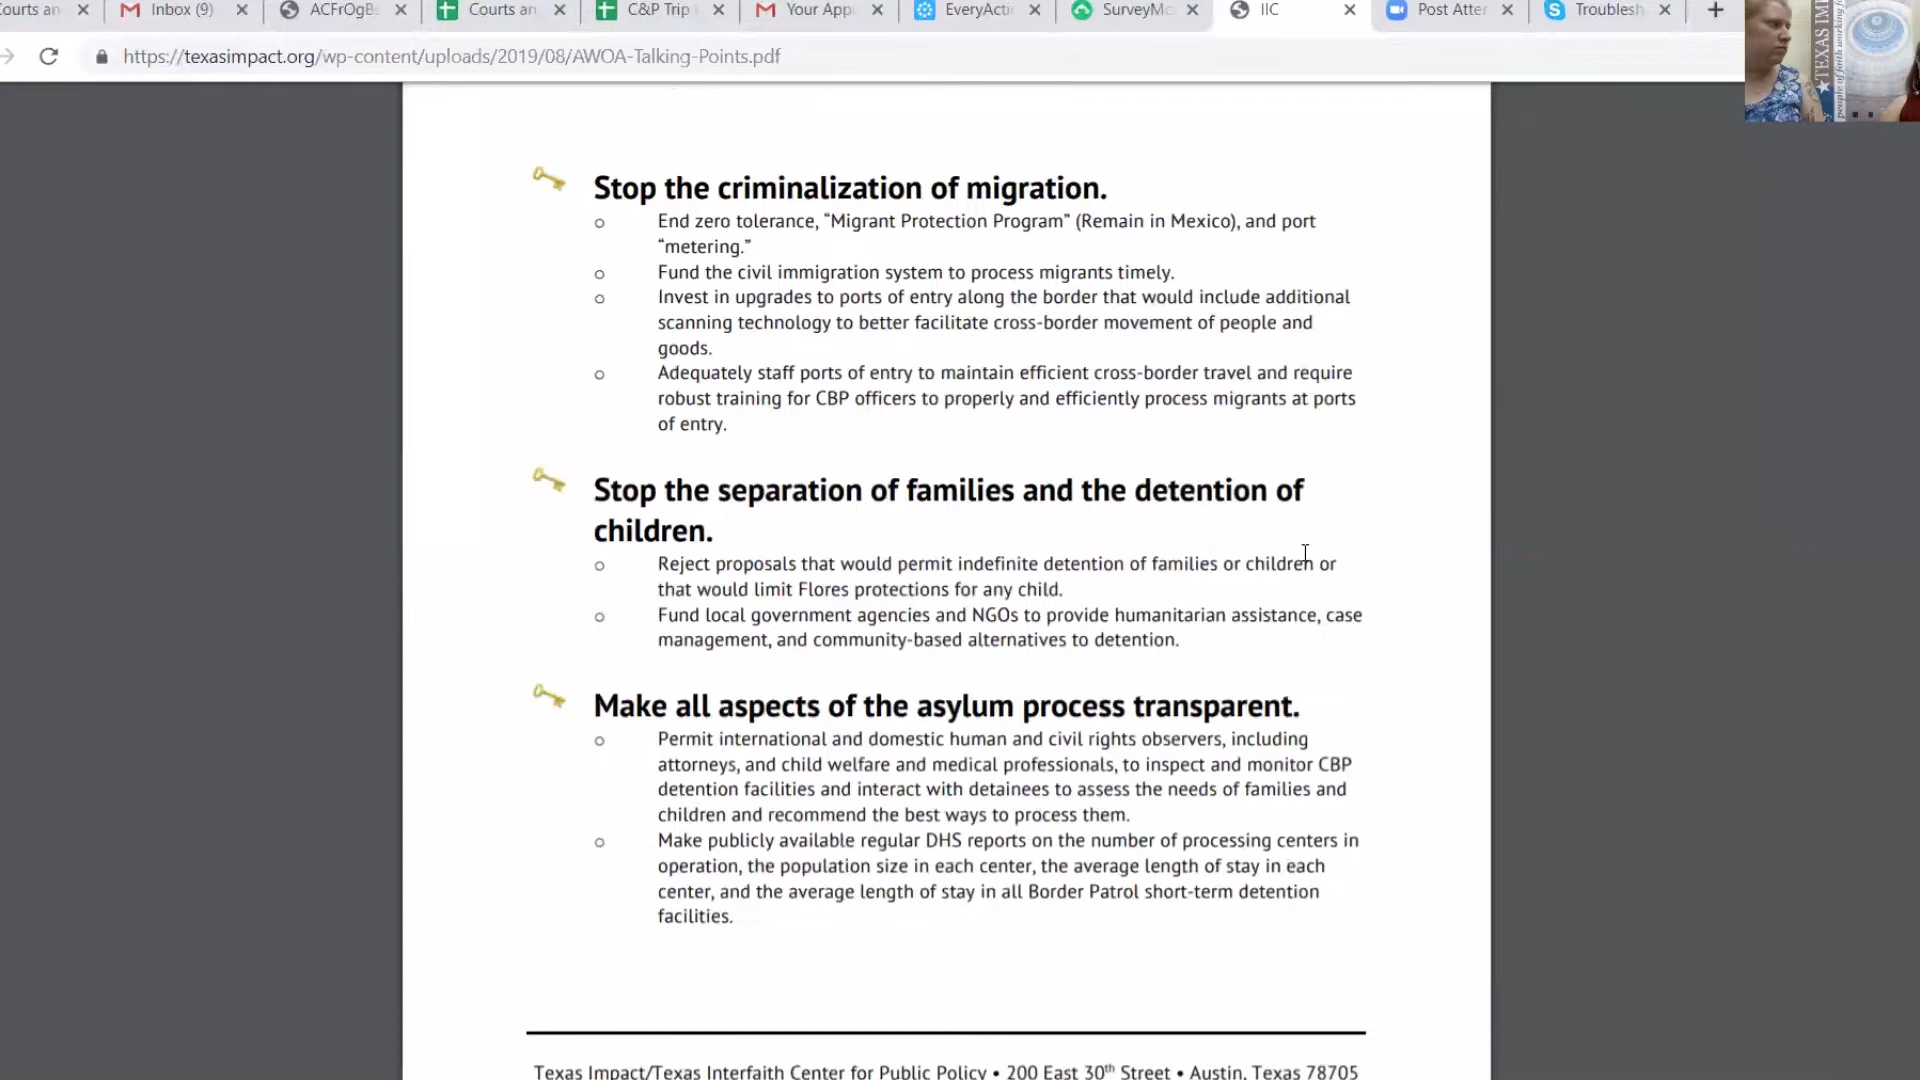 ourts an
Inbox (9)
ACFrOgBs
Courts an
C&P Trip
Your App
EveryActi
SurveyMo
IIC
Post Atter
Troublesh
https://texasimpact.org/wp-content/uploads/2019/08/AWOA-Talking-Points.pdf
TEXAS IM
people of faith working fo
Stop the criminalization of migration.
End zero tolerance, “Migrant Protection Program” (Remain in Mexico), and port
“metering.”
Fund the civil immigration system to process migrants timely.
Invest in upgrades to ports of entry along the border that would include additional
scanning technology to better facilitate cross-border movement of people and
goods.
Adequately staff ports of entry to maintain efficient cross-border travel and require
robust training for CBP officers to properly and efficiently process migrants at ports
of entry.
Stop the separation of families and the detention of
children.
Reject proposals that would permit indefinite detention of families or children or
that would limit Flores protections for any child.
Fund local government agencies and NGOs to provide humanitarian assistance, case
management, and community-based alternatives to detention.
Make all aspects of the asylum process transparent.
Permit international and domestic human and civil rights observers, including
attorneys, and child welfare and medical professionals, to inspect and monitor CBP
detention facilities and interact with detainees to assess the needs of families and
children and recommend the best ways to process them.
Make publicly available regular DHS reports on the number of processing centers in
operation, the population size in each center, the average length of stay in each
center, and the average length of stay in all Border Patrol short-term detention
facilities.
Texas Impact/Texas Interfaith Center for Public Policy • 200 East 30th Street • Austin, Texas 78705